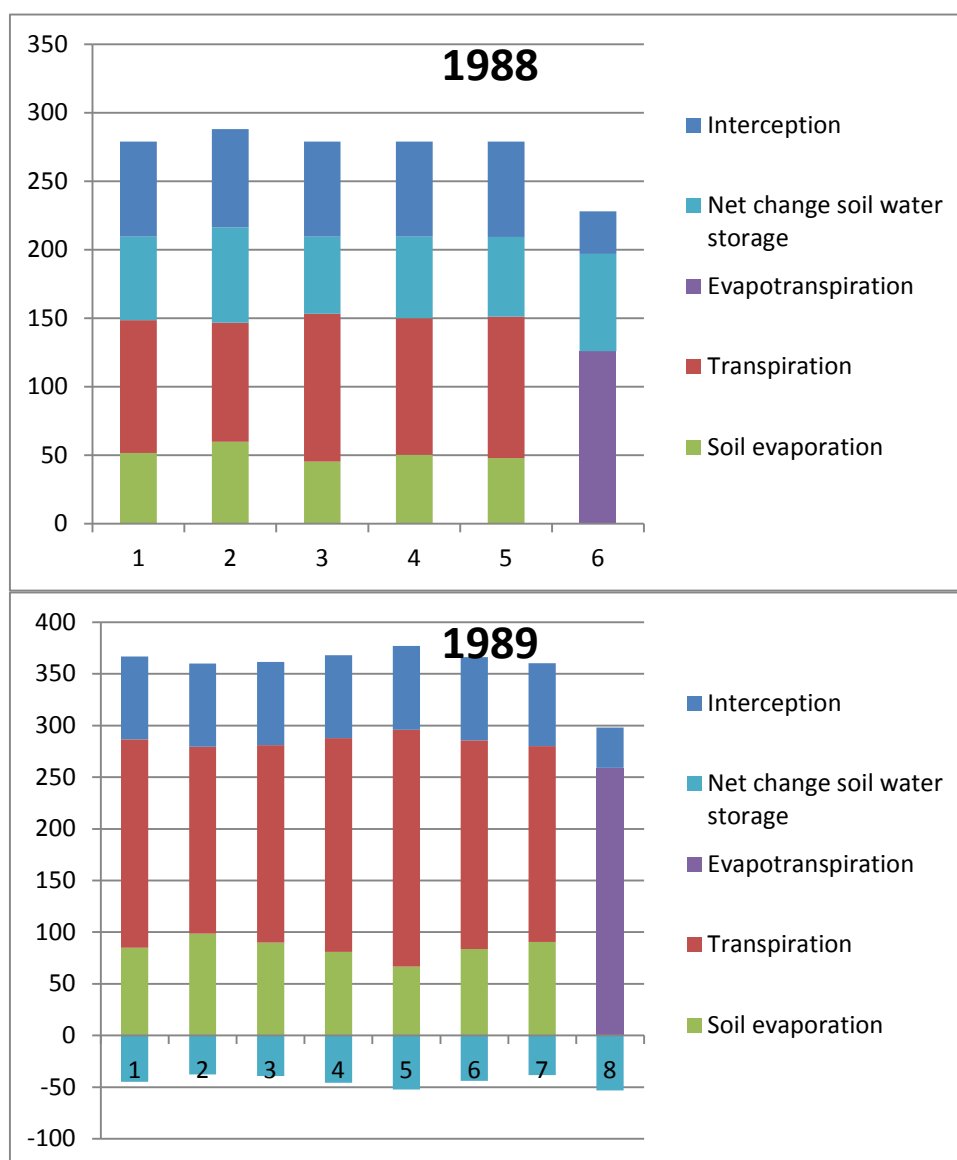 1988
350
300
250
200
150
100
50
0
1 2 3 4 5 6
Interception
Net change soil water
storage
Evapotranspiration
Transpiration
Soil evaporation
1989
400
350
300
250
200
150
100
50
0
-50
-100
1 2 3 4 5 6 7 8
Interception
Net change soil water
storage
Evapotranspiration
Transpiration
Soil evaporation